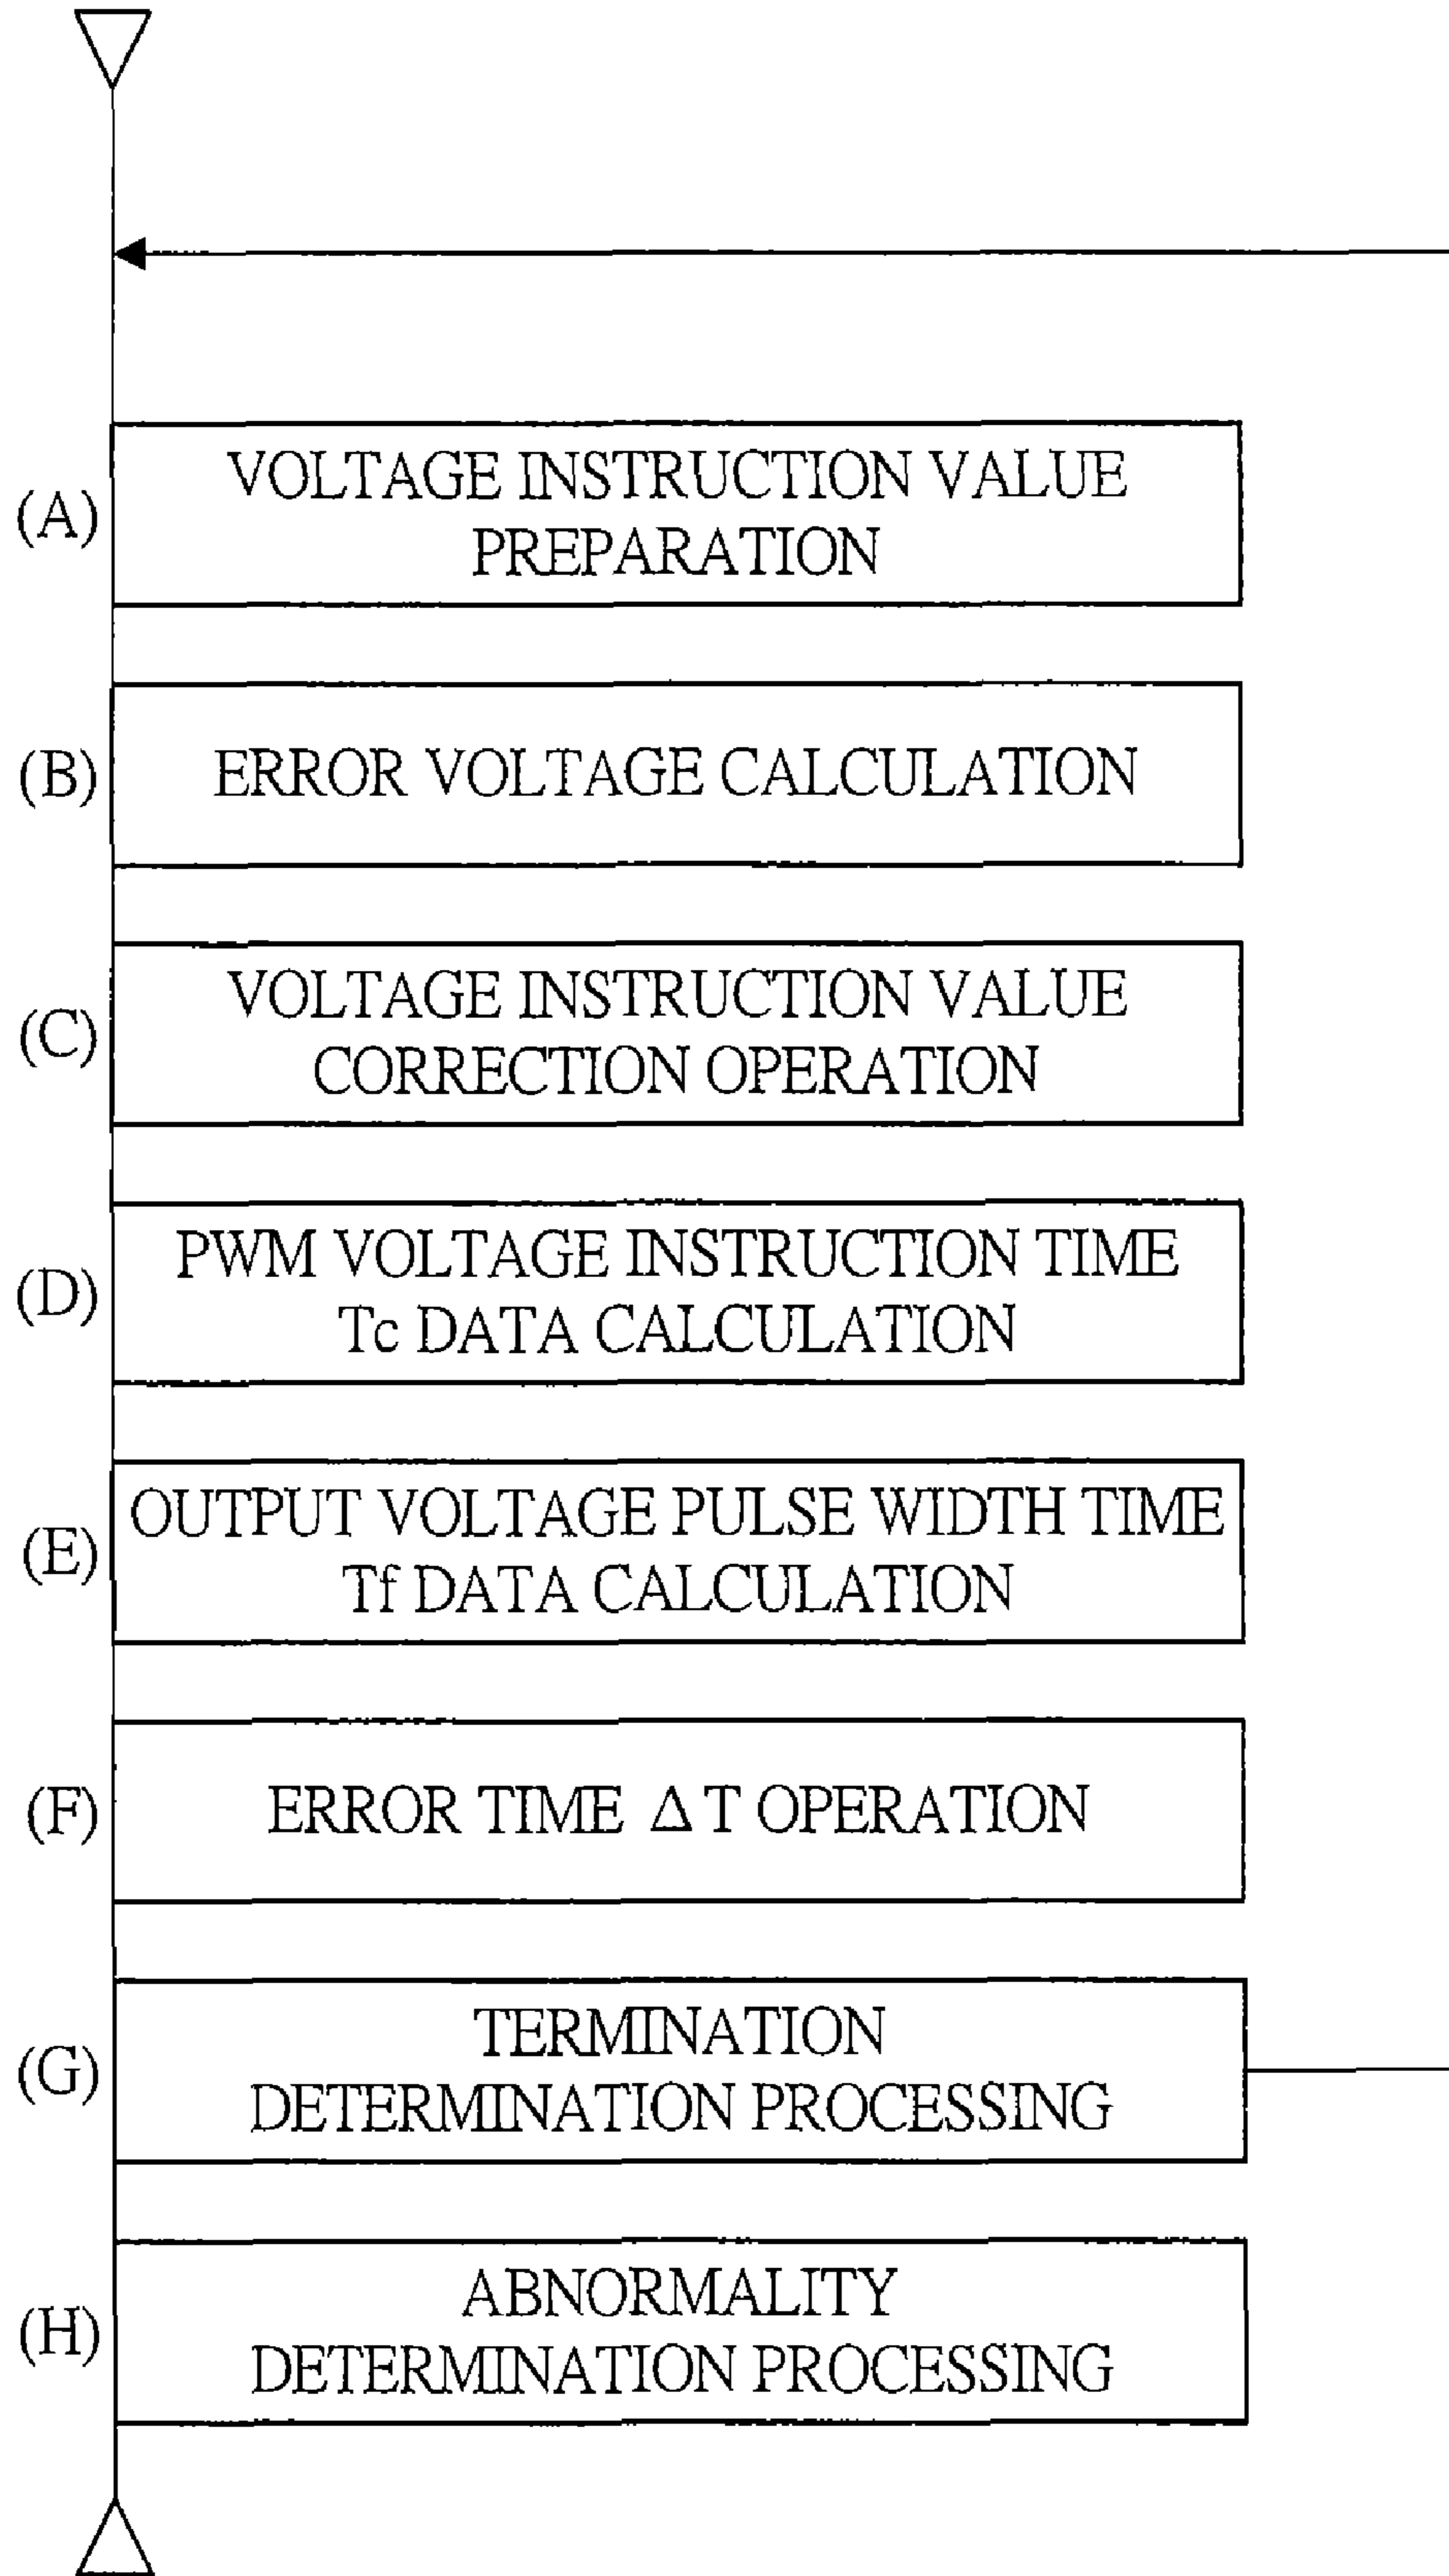 (A)
VOLTAGE INSTRUCTION VALUE
PREPARATION
(B)
ERROR VOLTAGE CALCULATION
(C)
VOLTAGE INSTRUCTION VALUE
CORRECTION OPERATION
(D)
PWM VOLTAGE INSTRUCTION TIME
Tc DATA CALCULATION
(E)
OUTPUT VOLTAGE PULSE WIDTH TIME
Tf DATA CALCULATION
(F)
ERROR TIME ΔT OPERATION
(G)
TERMINATION
DETERMINATION PROCESSING
(H)
ABNORMALITY
DETERMINATION PROCESSING